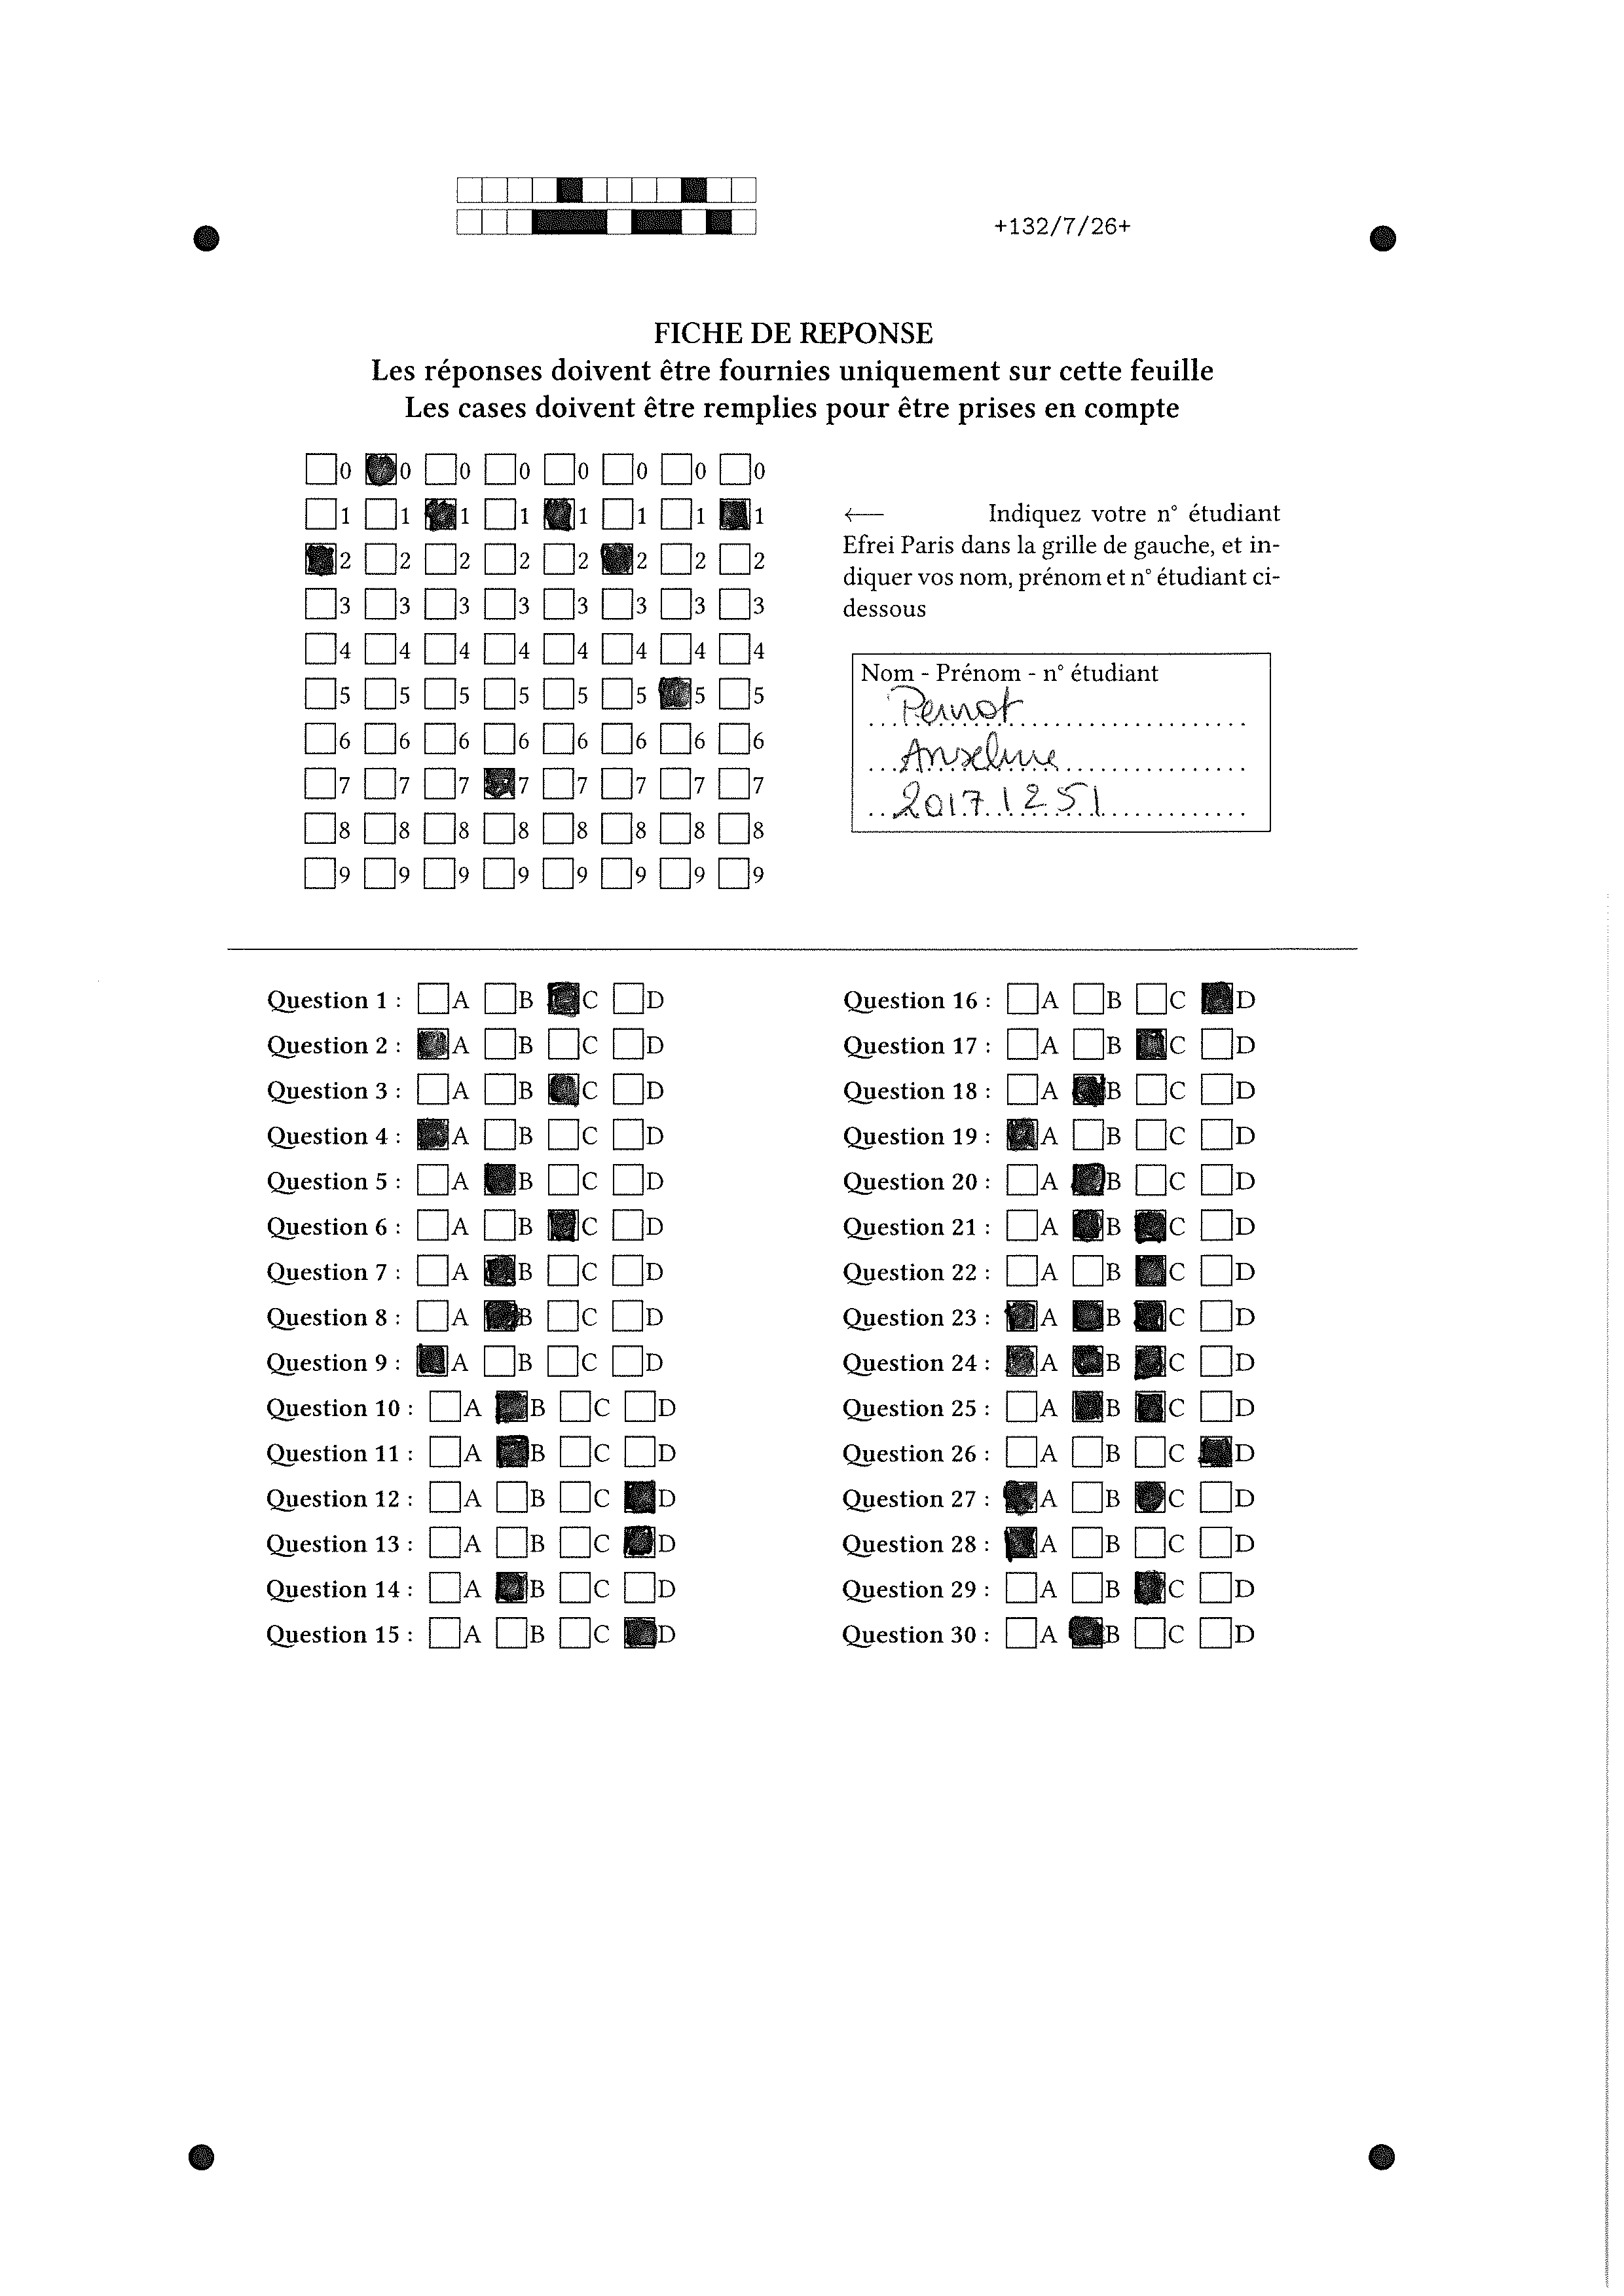 +132/7/26+
FICHE DE REPONSE
Les réponses doivent être fournies uniquement sur cette feuille
Les cases doivent être remplies pour être prises en compte
0 0 0 0 0 0 0 0
1 1 1 1 1 1 1 1
2 2 2 2 2 2 2 2
3 3 3 3 3 3 3 3
4 4 4 4 4 4 4 4
5 5 5 5 5 5 5 5
6 6 6 6 6 6 6 6
7 7 7 7 7 7 7 7
8 8 8 8 8 8 8 8
9 9 9 9 9 9 9 9
← Indiquez votre n° étudiant
Efrei Paris dans la grille de gauche, et in-
diquer vos nom, prénom et n° étudiant ci-
dessous
Nom - Prénom - n° étudiant
Pernot
Anselme
20171251
Question 1 : A B C D
Question 2 : A B C D
Question 3 : A B C D
Question 4 : A B C D
Question 5 : A B C D
Question 6 : A B C D
Question 7 : A B C D
Question 8 : A B C D
Question 9 : A B C D
Question 10 : A B C D
Question 11 : A B C D
Question 12 : A B C D
Question 13 : A B C D
Question 14 : A B C D
Question 15 : A B C D
Question 16 : A B C D
Question 17 : A B C D
Question 18 : A B C D
Question 19 : A B C D
Question 20 : A B C D
Question 21 : A B C D
Question 22 : A B C D
Question 23 : A B C D
Question 24 : A B C D
Question 25 : A B C D
Question 26 : A B C D
Question 27 : A B C D
Question 28 : A B C D
Question 29 : A B C D
Question 30 : A B C D